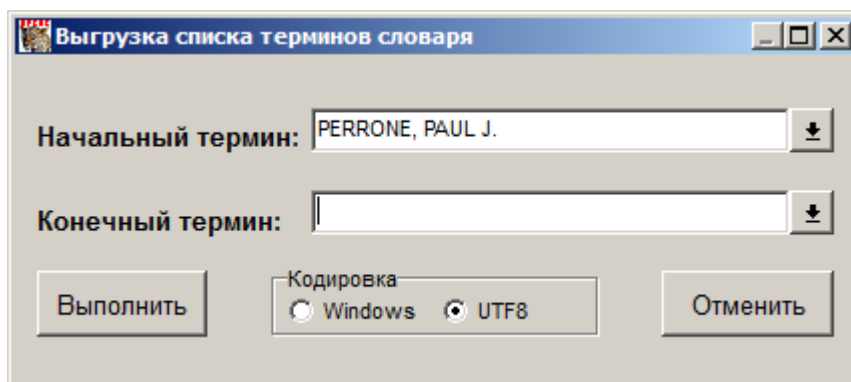 Выгрузка списка терминов словаря
Начальный термин: PERRONE, PAUL J.
Конечный термин:
Кодировка
Выполнить Windows UTF8 Отменить